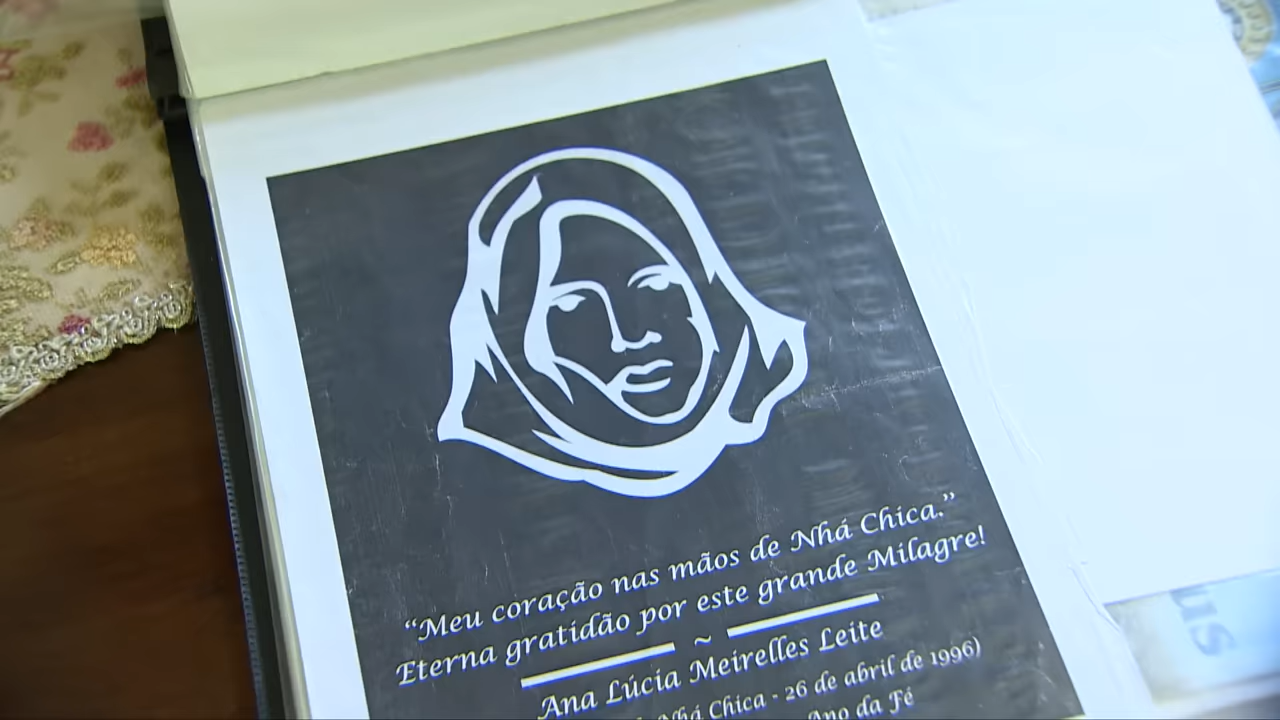 “Meu coração nas mãos de Nhá Chica.”
Eterna gratidão por este grande Milagre!
~
Ana Lúcia Meirelles Leite
Nhá Chica - 26 de abril de 1996)
Ano da Fé
us